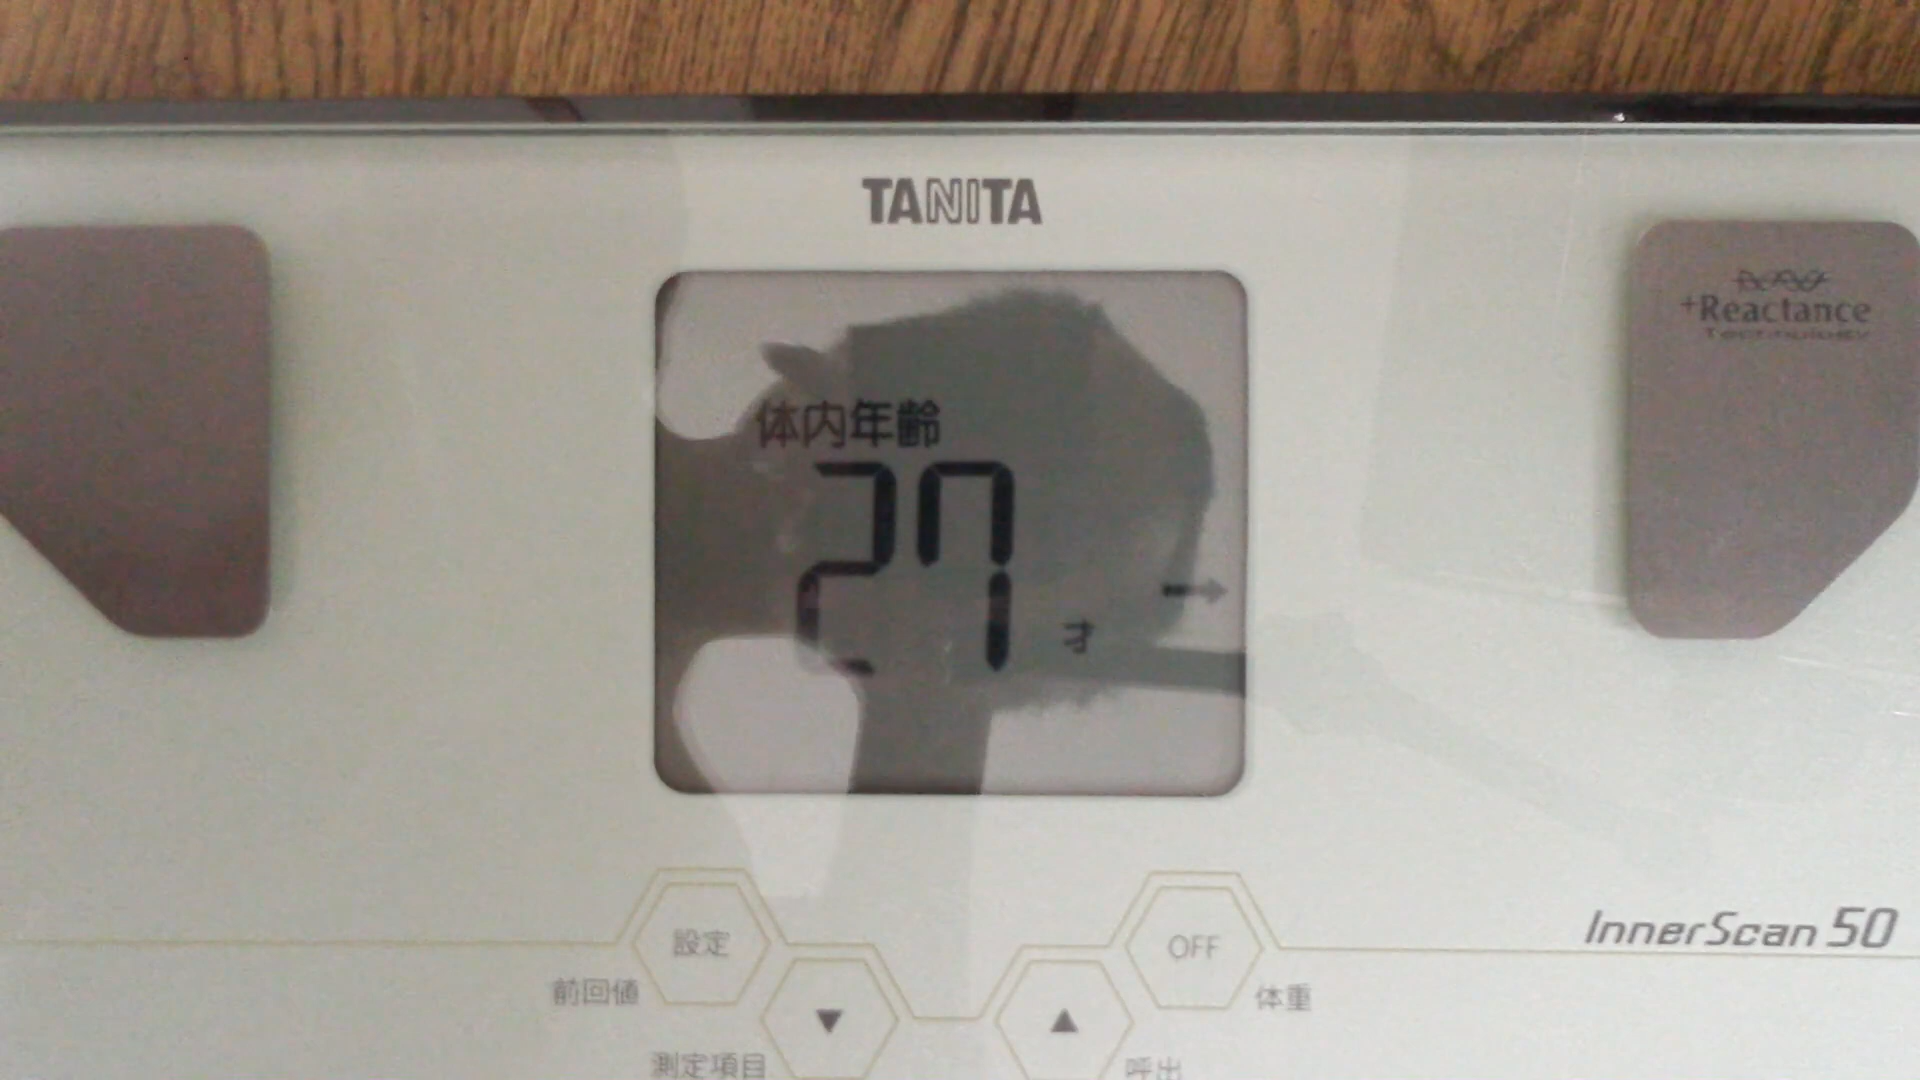 TANITA
+Reactance
Technology
体内年齢
27
才
InnerScan 50
設定
OFF
前回値
体重
▼
▲
測定項目
呼出